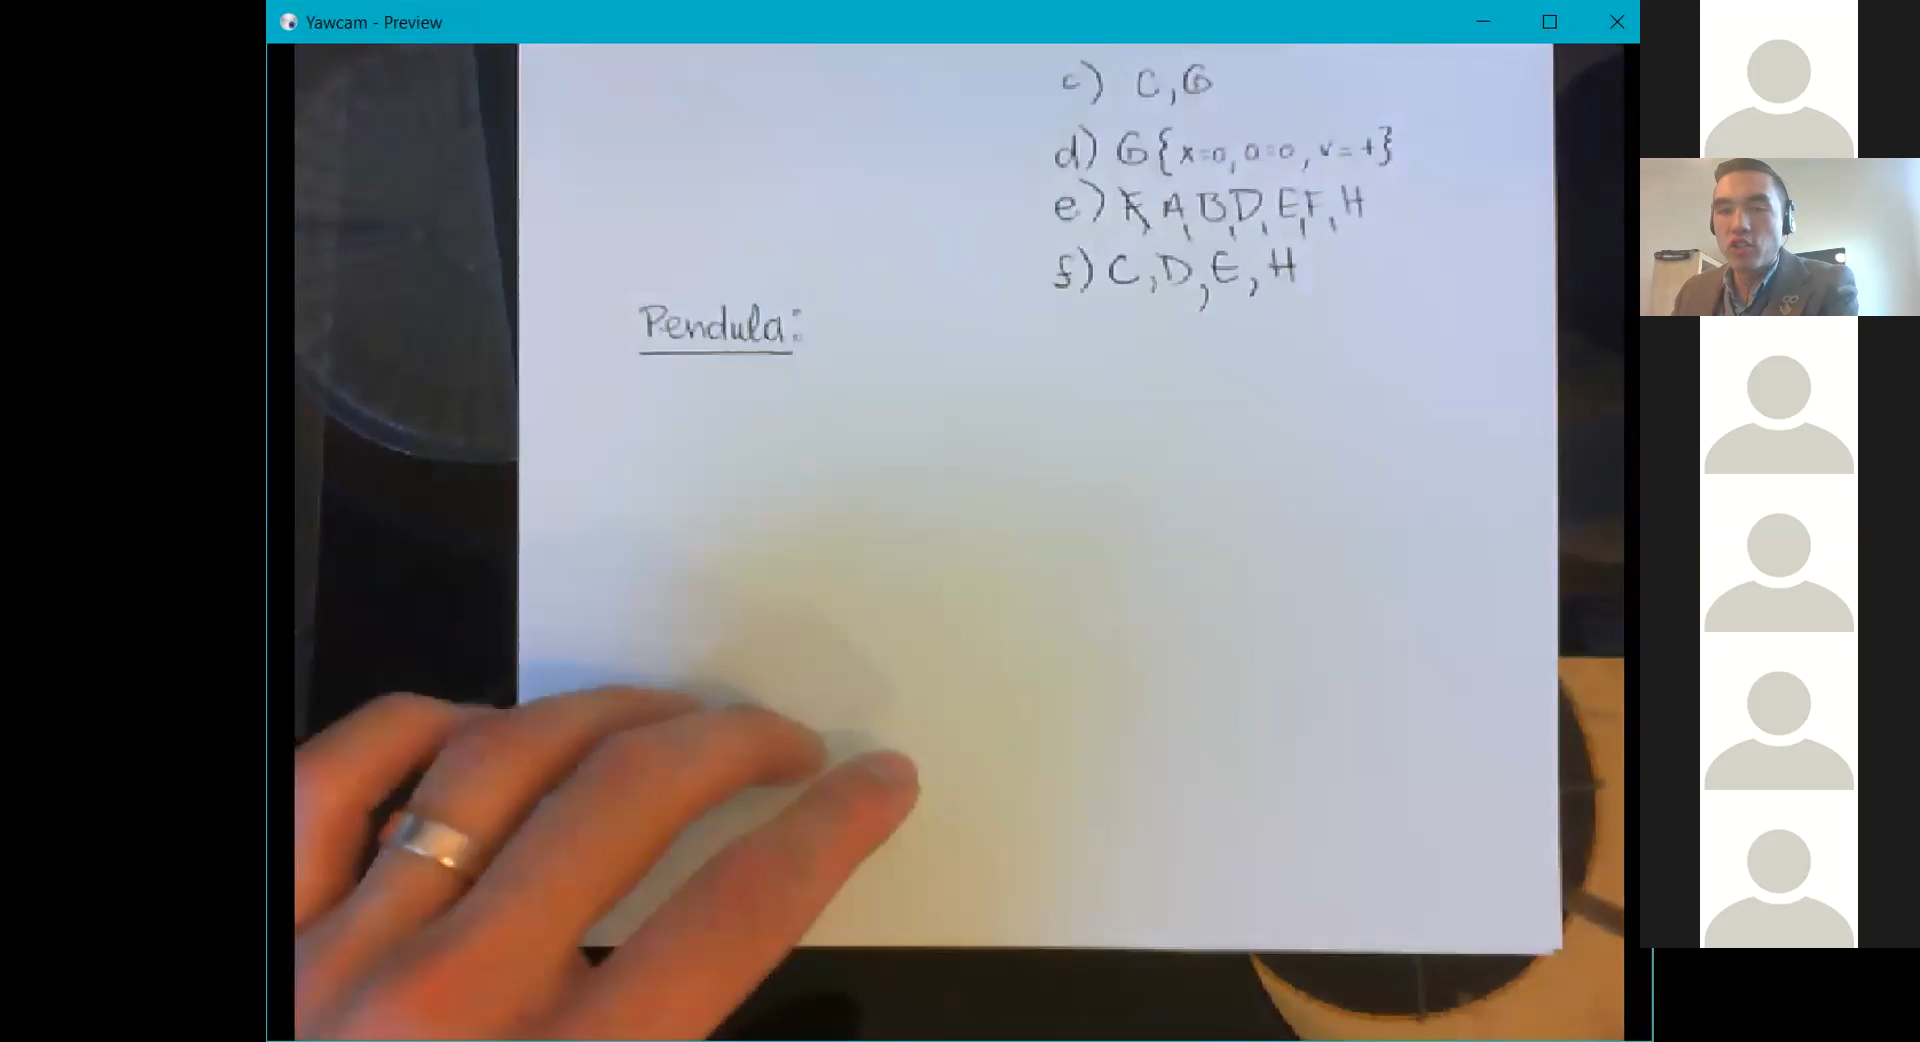 Yawcam - Preview
c) C, G
d) G {x=0, a=0, v=+}
e) A, B, D, E, F, H
f) C, D, E, H
Pendula: